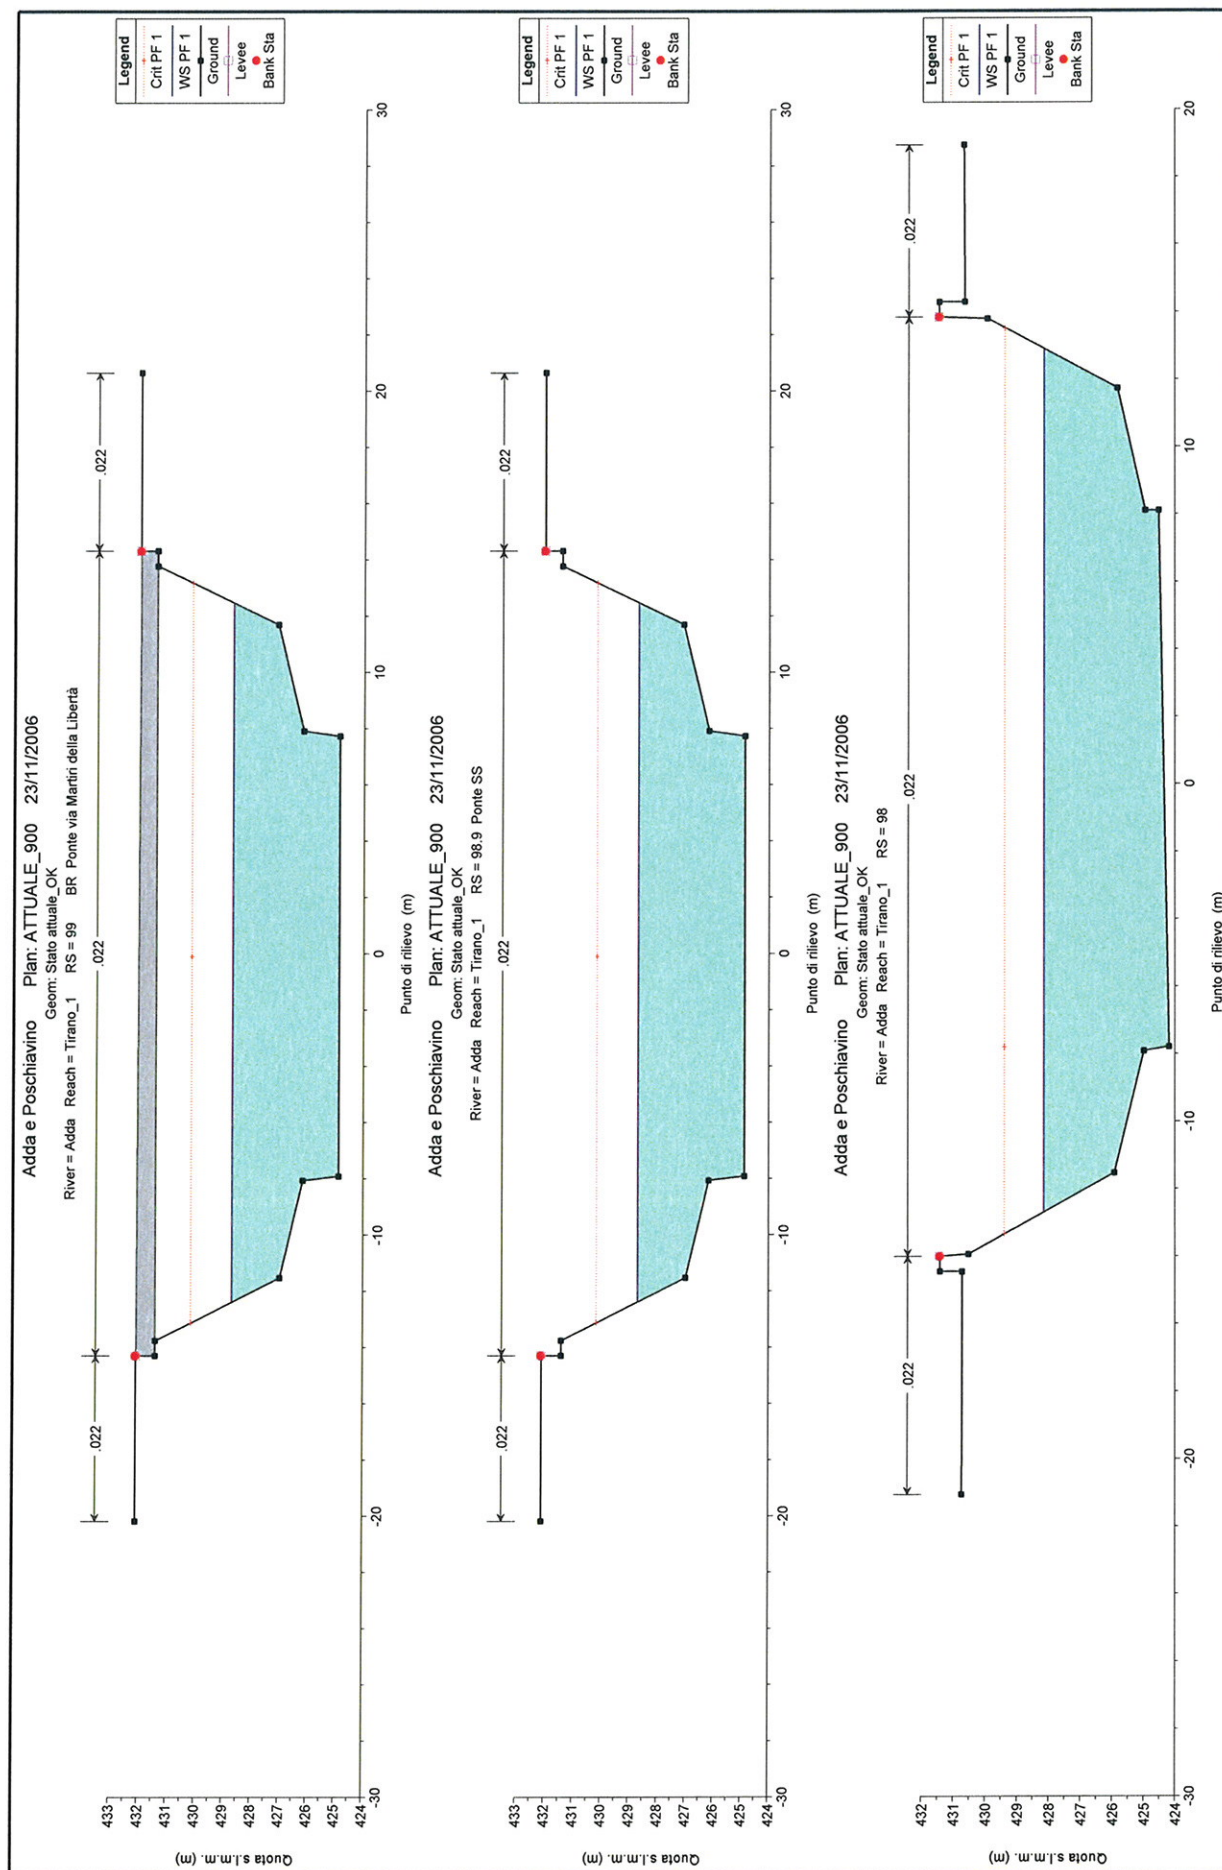 Adda e Poschiavino Plan: ATTUALE_900 23/11/2006
Geom: Stato attuale_OK
River = Adda Reach = Tirano_1 RS = 99 BR Ponte via Martiri della Libertà
.022
.022
.022
Legend
Crit PF 1
WS PF 1
Ground
Levee
Bank Sta
433
432
431
430
429
428
427
426
425
424
Quota s.l.m.m. (m)
-30
-20
-10
0
10
20
30
Punto di rilievo (m)
Adda e Poschiavino Plan: ATTUALE_900 23/11/2006
Geom: Stato attuale_OK
River = Adda Reach = Tirano_1 RS = 98.9 Ponte SS
.022
.022
.022
Legend
Crit PF 1
WS PF 1
Ground
Levee
Bank Sta
433
432
431
430
429
428
427
426
425
424
Quota s.l.m.m. (m)
-30
-20
-10
0
10
20
30
Punto di rilievo (m)
Adda e Poschiavino Plan: ATTUALE_900 23/11/2006
Geom: Stato attuale_OK
River = Adda Reach = Tirano_1 RS = 98
.022
.022
.022
Legend
Crit PF 1
WS PF 1
Ground
Levee
Bank Sta
432
431
430
429
428
427
426
425
424
Quota s.l.m.m. (m)
-30
-20
-10
0
10
20
Punto di rilievo (m)